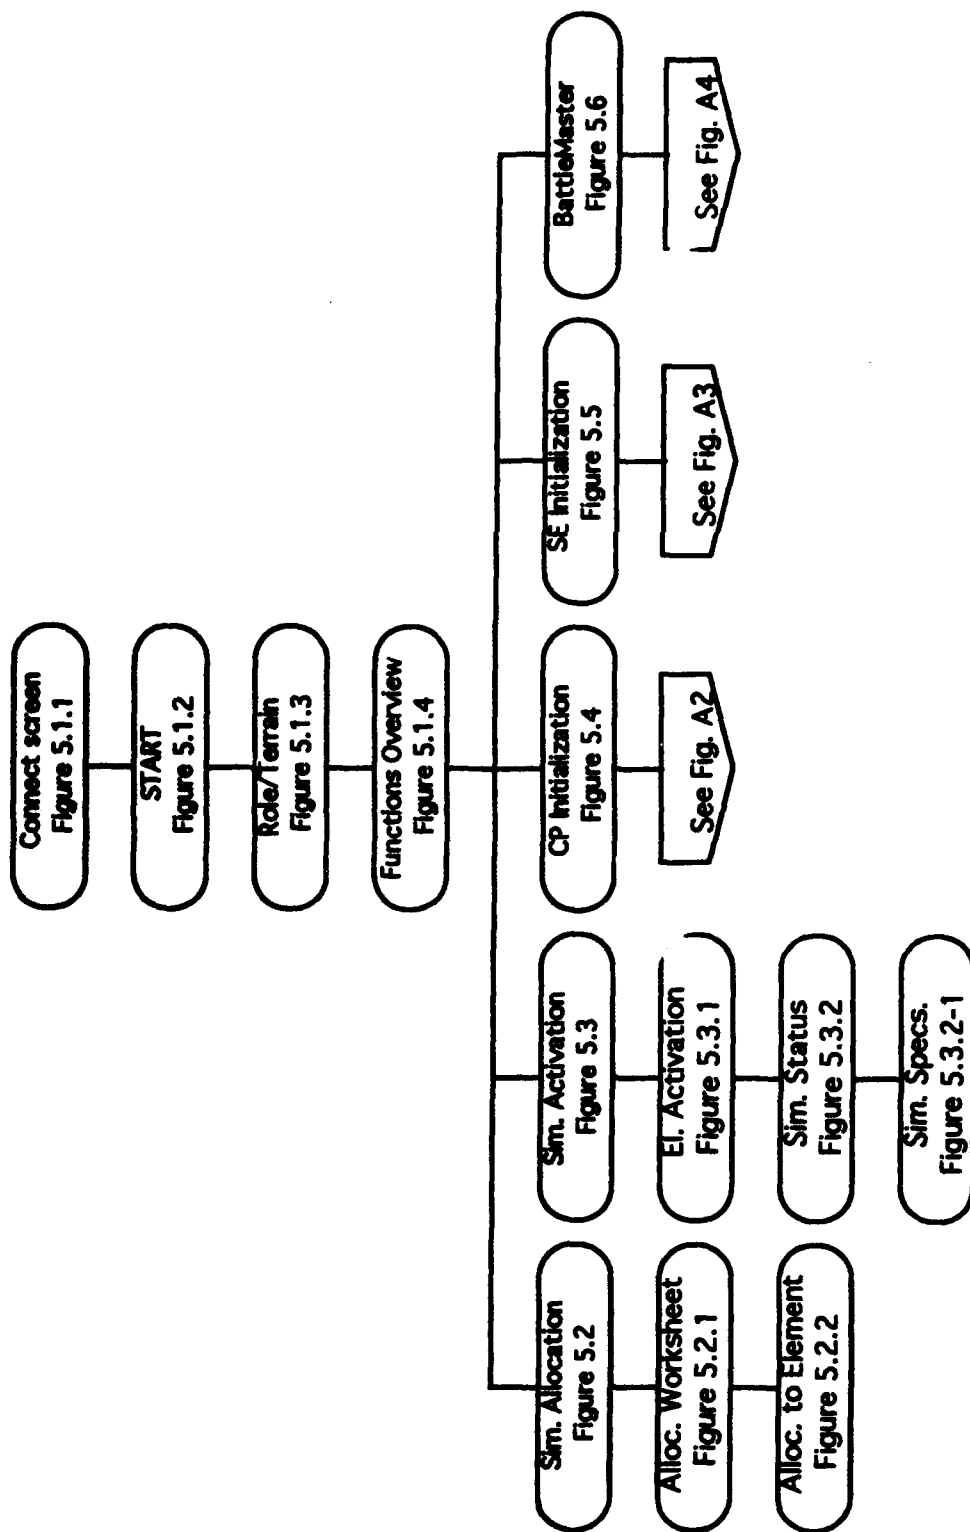 Connect screen
Figure 5.1.1
START
Figure 5.1.2
Role/Terrain
Figure 5.1.3
Functions Overview
Figure 5.1.4
Sim. Allocation
Figure 5.2
Alloc. Worksheet
Figure 5.2.1
Alloc. to Element
Figure 5.2.2
Sim. Activation
Figure 5.3
El. Activation
Figure 5.3.1
Sim. Status
Figure 5.3.2
Sim. Specs.
Figure 5.3.2-1
CP Initialization
Figure 5.4
See Fig. A2
SE Initialization
Figure 5.5
See Fig. A3
BattleMaster
Figure 5.6
See Fig. A4